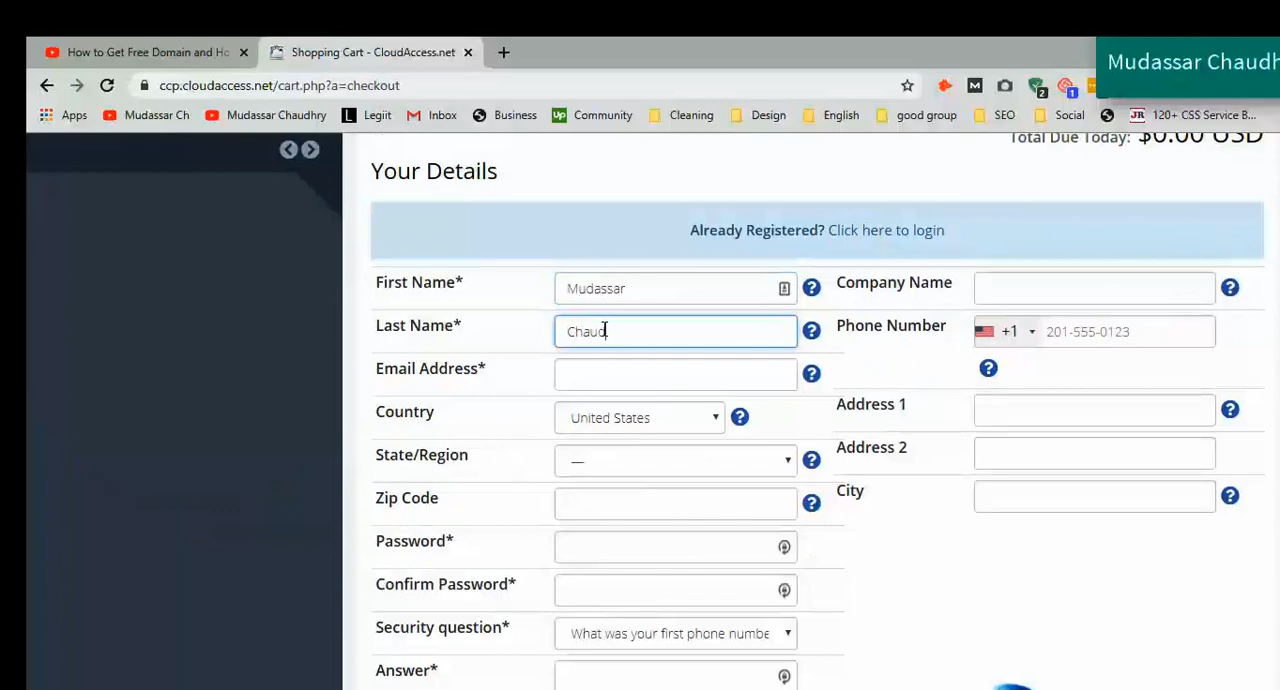 How to Get Free Domain and Ho
Shopping Cart - CloudAccess.net
Mudassar Chaudh
ccp.cloudaccess.net/cart.php?a=checkout
M
2
1
Apps
Mudassar Ch
Mudassar Chaudhry
L Legiit
Inbox
Business
Up Community
Cleaning
Design
English
good group
SEO
Social
JR 120+ CSS Service B...
Total Due Today: $0.00 USD
Your Details
Already Registered? Click here to login
First Name* Mudassar
Company Name
Last Name* Chaud
Phone Number +1 201-555-0123
Email Address*
Country United States
Address 1
State/Region —
Address 2
Zip Code
City
Password*
Confirm Password*
Security question* What was your first phone numbe
Answer*